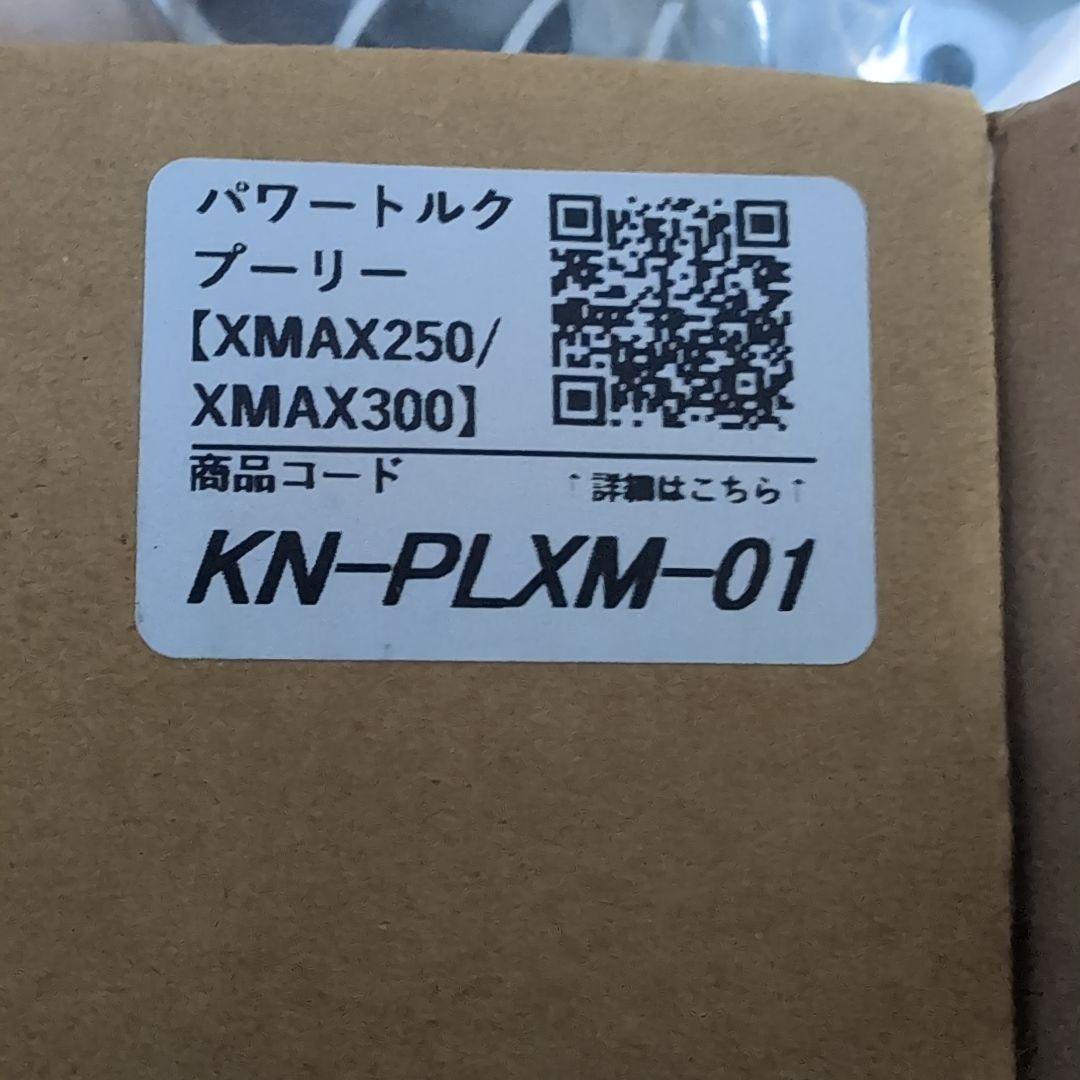 パワートルク
プーリー
【XMAX250/
XMAX300】
商品コード
↑詳細はこちら↑
KN-PLXM-01